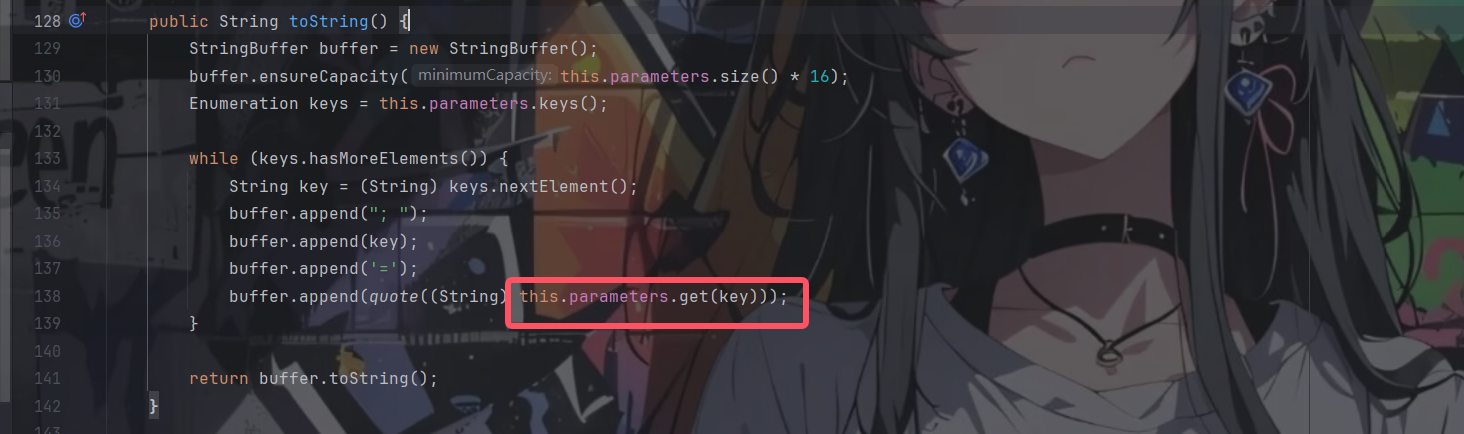 128 public String toString() {
129 StringBuffer buffer = new StringBuffer();
130 buffer.ensureCapacity( minimumCapacity: this.parameters.size() * 16);
131 Enumeration keys = this.parameters.keys();
132
133 while (keys.hasMoreElements()) {
134 String key = (String) keys.nextElement();
135 buffer.append("; ");
136 buffer.append(key);
137 buffer.append('=');
138 buffer.append(quote((String) this.parameters.get(key)));
139 }
140
141 return buffer.toString();
142 }
143